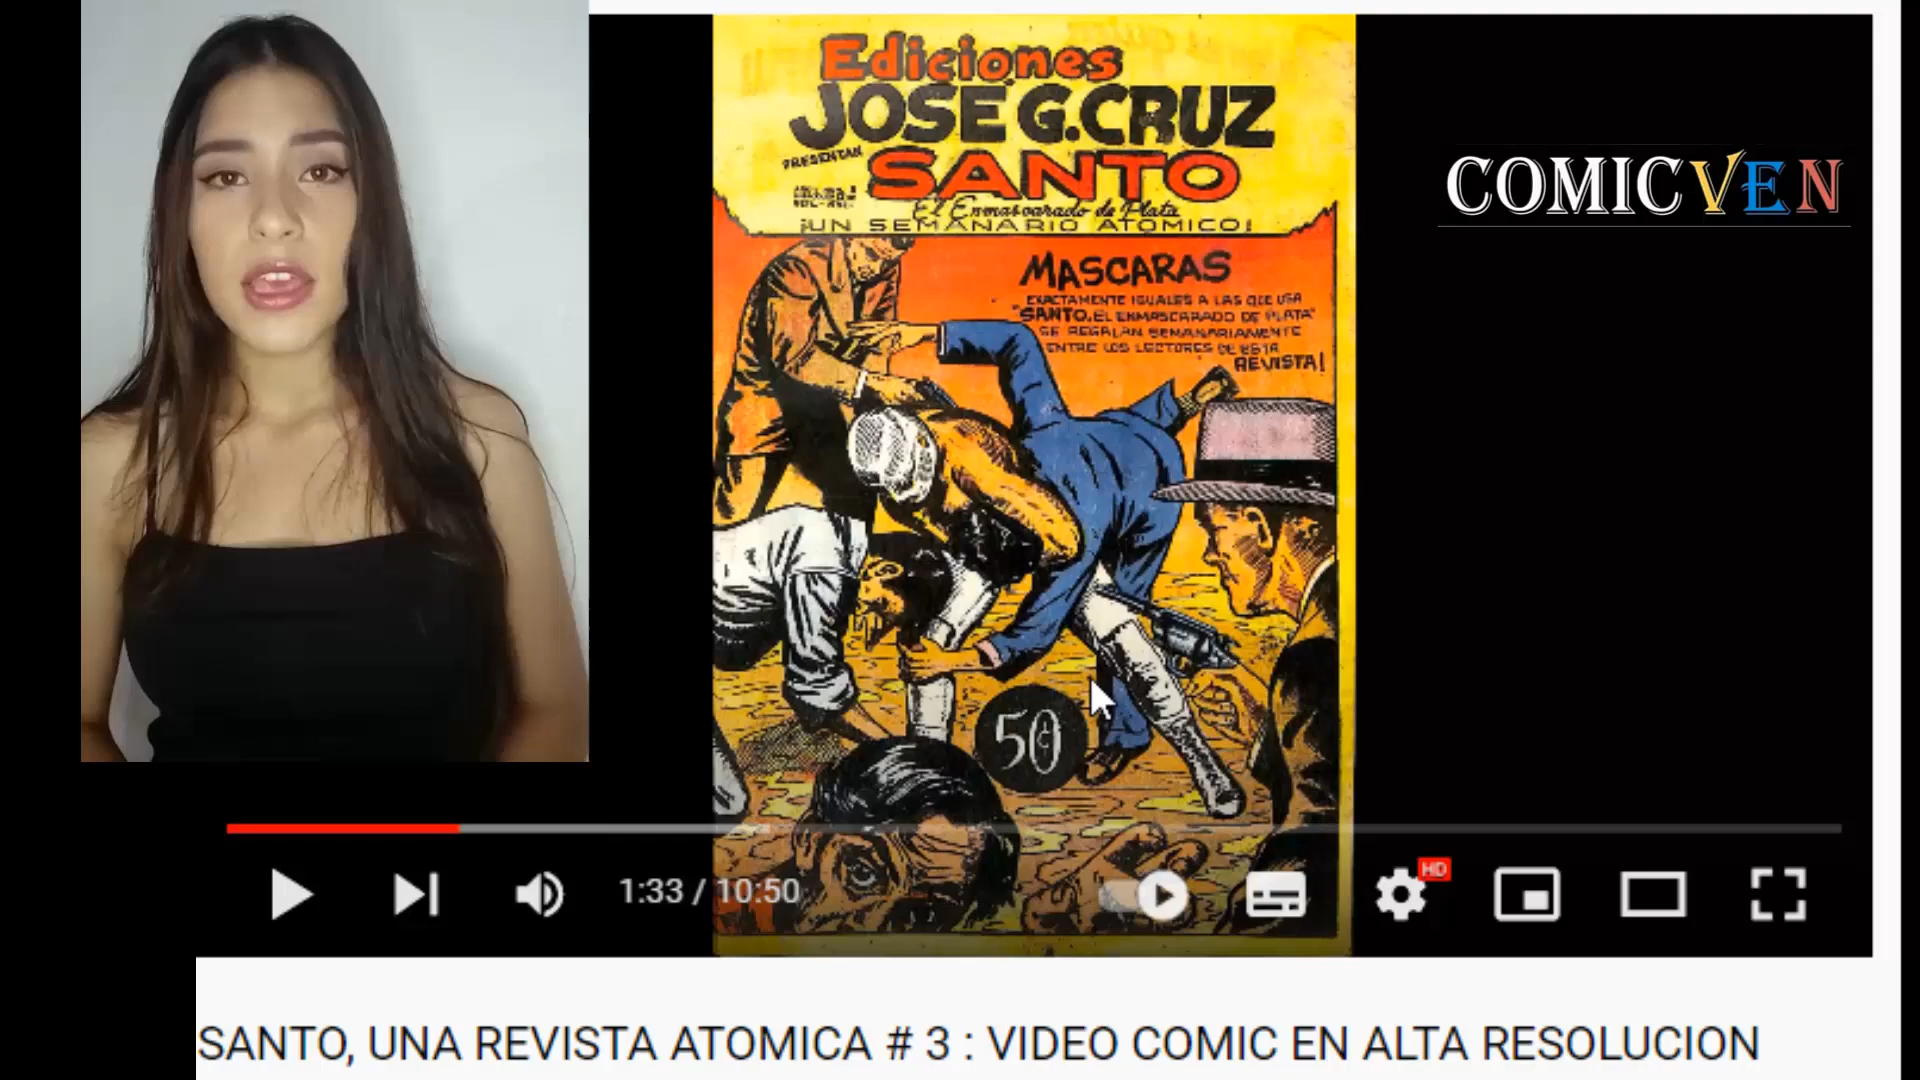 Ediciones
JOSE G. CRUZ
PRESENTAN
SANTO
El Enmascarado de Plata
¡UN SEMANARIO ATOMICO!
MASCARAS
EXACTAMENTE IGUALES A LAS QUE USA
"SANTO, EL ENMASCARADO DE PLATA"
SE REGALAN SEMANARIAMENTE
ENTRE LOS LECTORES DE ESTA
REVISTA!
50¢
COMICVEN
1:33 / 10:50
HD
SANTO, UNA REVISTA ATOMICA # 3 : VIDEO COMIC EN ALTA RESOLUCION